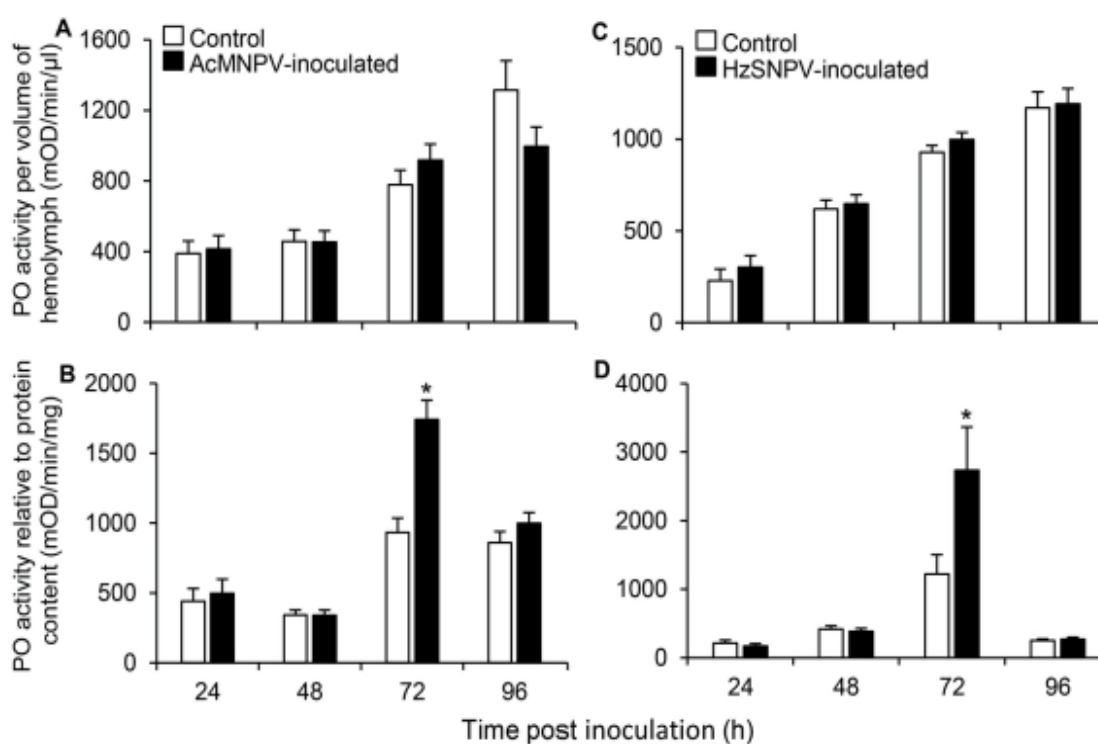 A
Control
AcMNPV-inoculated
1600
1200
800
400
0
PO activity per volume of
hemolymph (mOD/min/µl)
C
Control
HzSNPV-inoculated
1500
1000
500
0
B
2000
1500
1000
500
0
*
PO activity relative to protein
content (mOD/min/mg)
24 48 72 96
D
4000
3000
2000
1000
0
*
24 48 72 96
Time post inoculation (h)